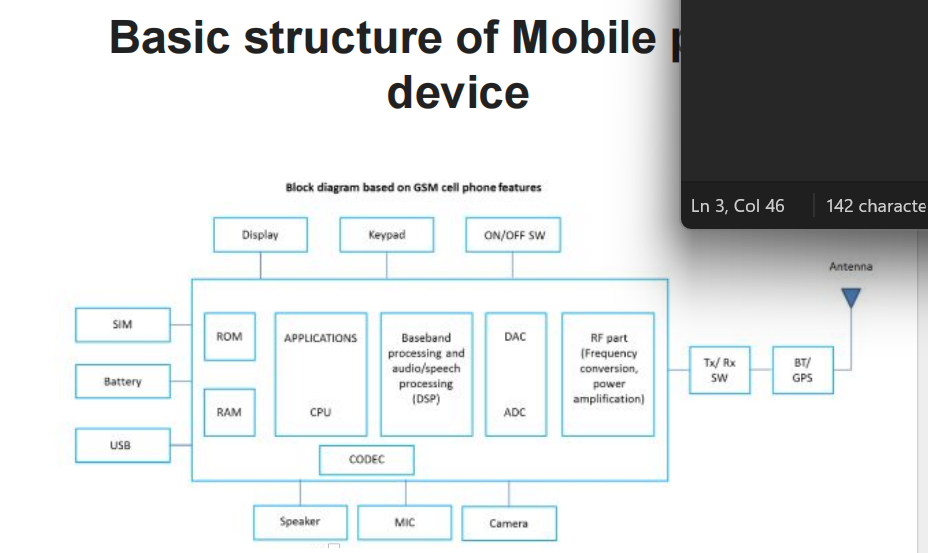 Basic structure of Mobile
device
Block diagram based on GSM cell phone features
Ln 3, Col 46
142
Display
Keypad
ON/OFF SW
Antenna
SIM
Battery
USB
ROM
RAM
APPLICATIONS
CPU
Baseband
processing and
audio/speech
processing
(DSP)
DAC
ADC
RF part
(Frequency
conversion,
power
amplification)
Tx/ Rx
SW
BT/
GPS
CODEC
Speaker
MIC
Camera